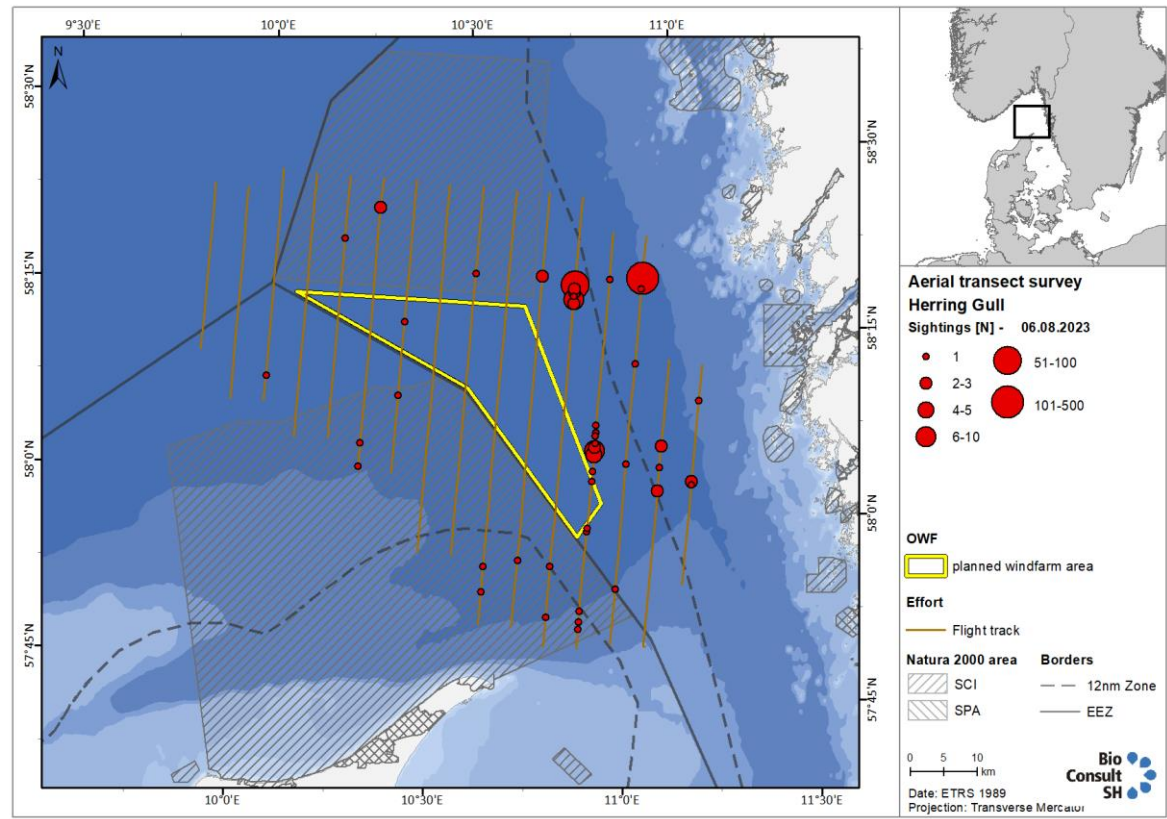 9°30'E 10°0'E 10°30'E 11°0'E
N
58°30'N
58°30'N
58°15'N
58°15'N
58°0'N
58°0'N
57°45'N
57°45'N
10°0'E 10°30'E 11°0'E 11°30'E
Aerial transect survey
Herring Gull
Sightings [N] - 06.08.2023
1 51-100
2-3
4-5 101-500
6-10
OWF
planned windfarm area
Effort
Flight track
Natura 2000 area Borders
SCI 12nm Zone
SPA EEZ
0 5 10
km
Bio
Consult
SH
Date: ETRS 1989
Projection: Transverse Mercator